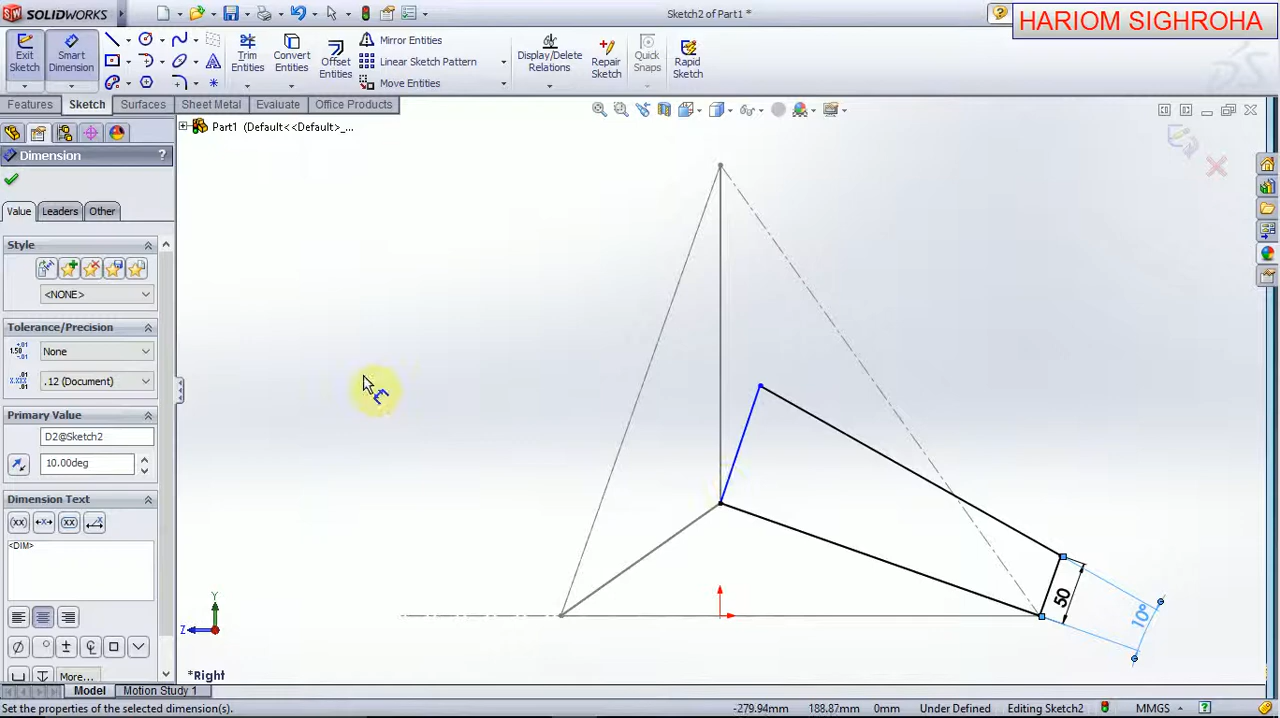 SOLIDWORKS
Sketch2 of Part1 *
HARIOM SIGHROHA
Exit Sketch
Smart Dimension
Trim Entities
Convert Entities
Offset Entities
Mirror Entities
Linear Sketch Pattern
Move Entities
Display/Delete Relations
Repair Sketch
Quick Snaps
Rapid Sketch
Features
Sketch
Surfaces
Sheet Metal
Evaluate
Office Products
Part1 (Default<<Default>_...
Dimension
?
Value
Leaders
Other
Style
<NONE>
Tolerance/Precision
None
.12 (Document)
Primary Value
D2@Sketch2
10.00deg
Dimension Text
<DIM>
More...
50
10°
Y
Z
*Right
Model
Motion Study 1
Set the properties of the selected dimension(s).
-279.94mm
188.87mm
0mm
Under Defined
Editing Sketch2
MMGS